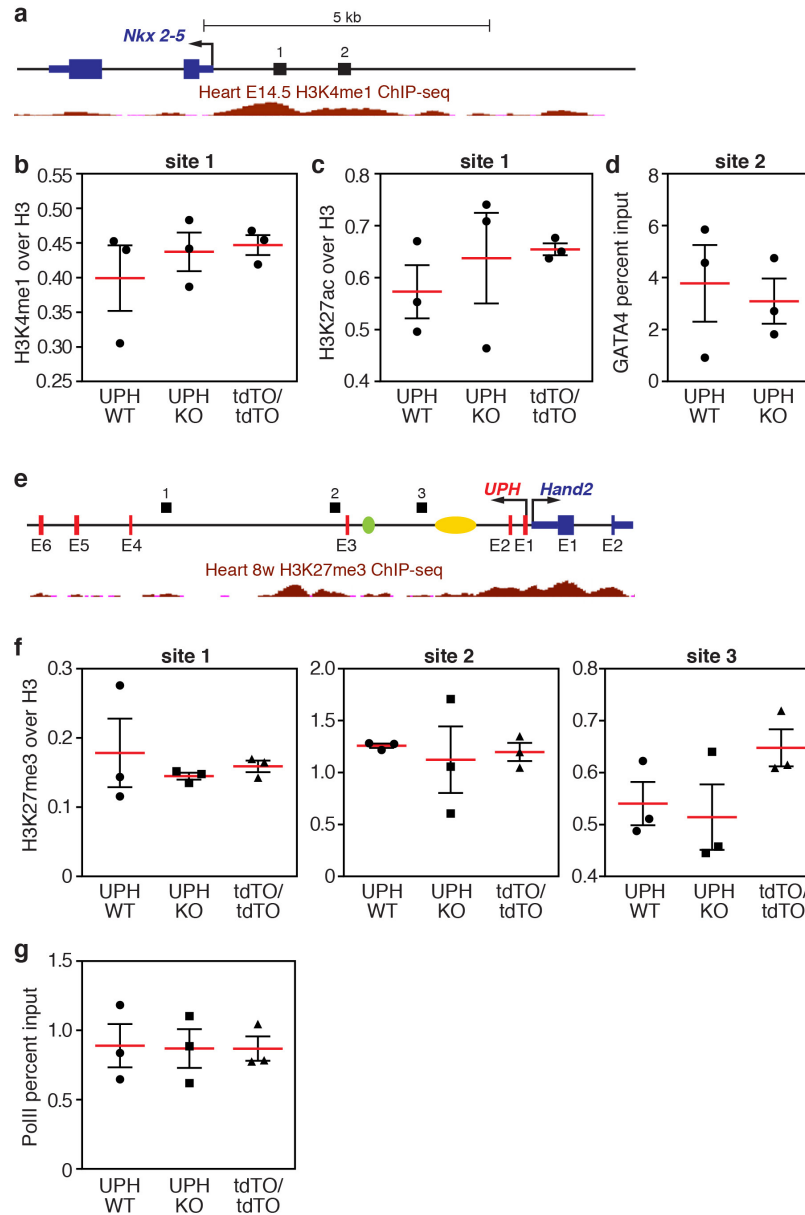 a
5 kb
Nkx 2-5
1 2
Heart E14.5 H3K4me1 ChIP-seq
b site 1
H3K4me1 over H3
0.55
0.50
0.45
0.40
0.35
0.30
0.25
UPH WT
UPH KO
tdTO/ tdTO
c site 1
H3K27ac over H3
0.8
0.7
0.6
0.5
0.4
UPH WT
UPH KO
tdTO/ tdTO
d site 2
GATA4 percent input
8
6
4
2
0
UPH WT
UPH KO
e
1 2 3 UPH Hand2
E6 E5 E4 E3 E2 E1 E1 E2
Heart 8w H3K27me3 ChIP-seq
f site 1
H3K27me3 over H3
0.3
0.2
0.1
0
UPH WT
UPH KO
tdTO/ tdTO
site 2
2.0
1.5
1.0
0.5
0
UPH WT
UPH KO
tdTO/ tdTO
site 3
0.8
0.7
0.6
0.5
0.4
UPH WT
UPH KO
tdTO/ tdTO
g
PolII percent input
1.5
1.0
0.5
0
UPH WT
UPH KO
tdTO/ tdTO